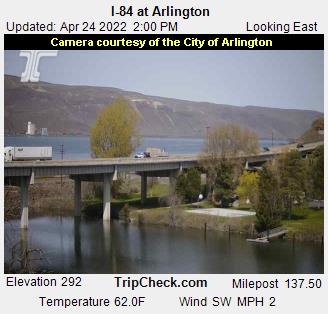 I-84 at Arlington
Updated: Apr 24 2022 2:00 PM Looking East
Camera courtesy of the City of Arlington
Elevation 292 TripCheck.com Milepost 137.50
Temperature 62.0F Wind SW MPH 2